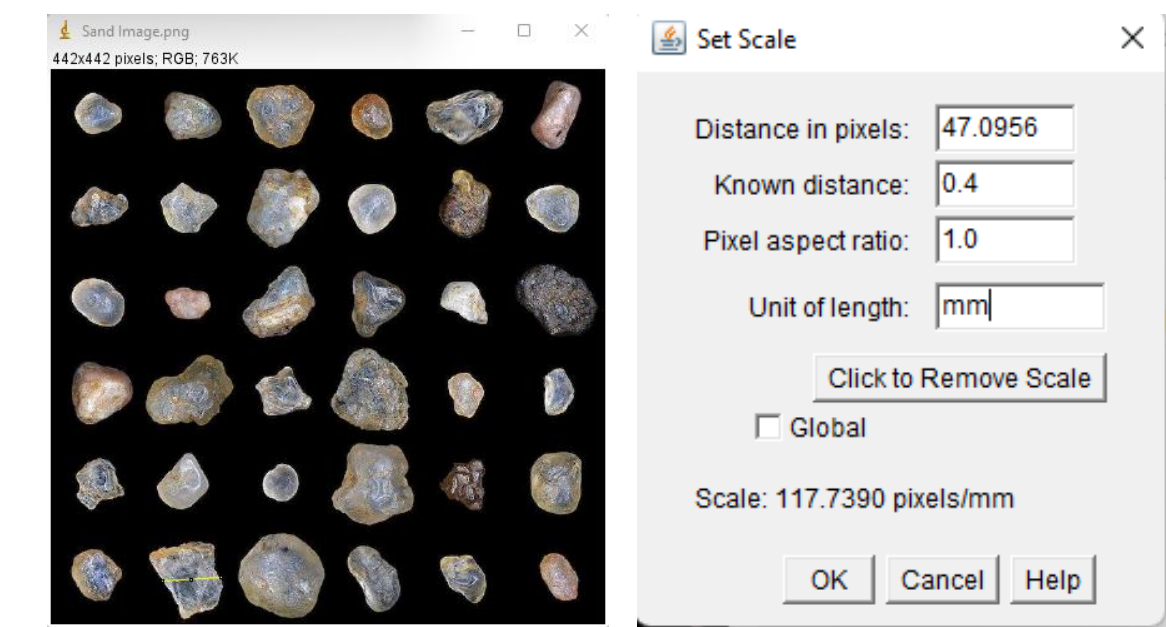 Sand Image.png
442x442 pixels; RGB; 763K
Set Scale
Distance in pixels: 47.0956
Known distance: 0.4
Pixel aspect ratio: 1.0
Unit of length: mm
Click to Remove Scale
Global
Scale: 117.7390 pixels/mm
OK Cancel Help